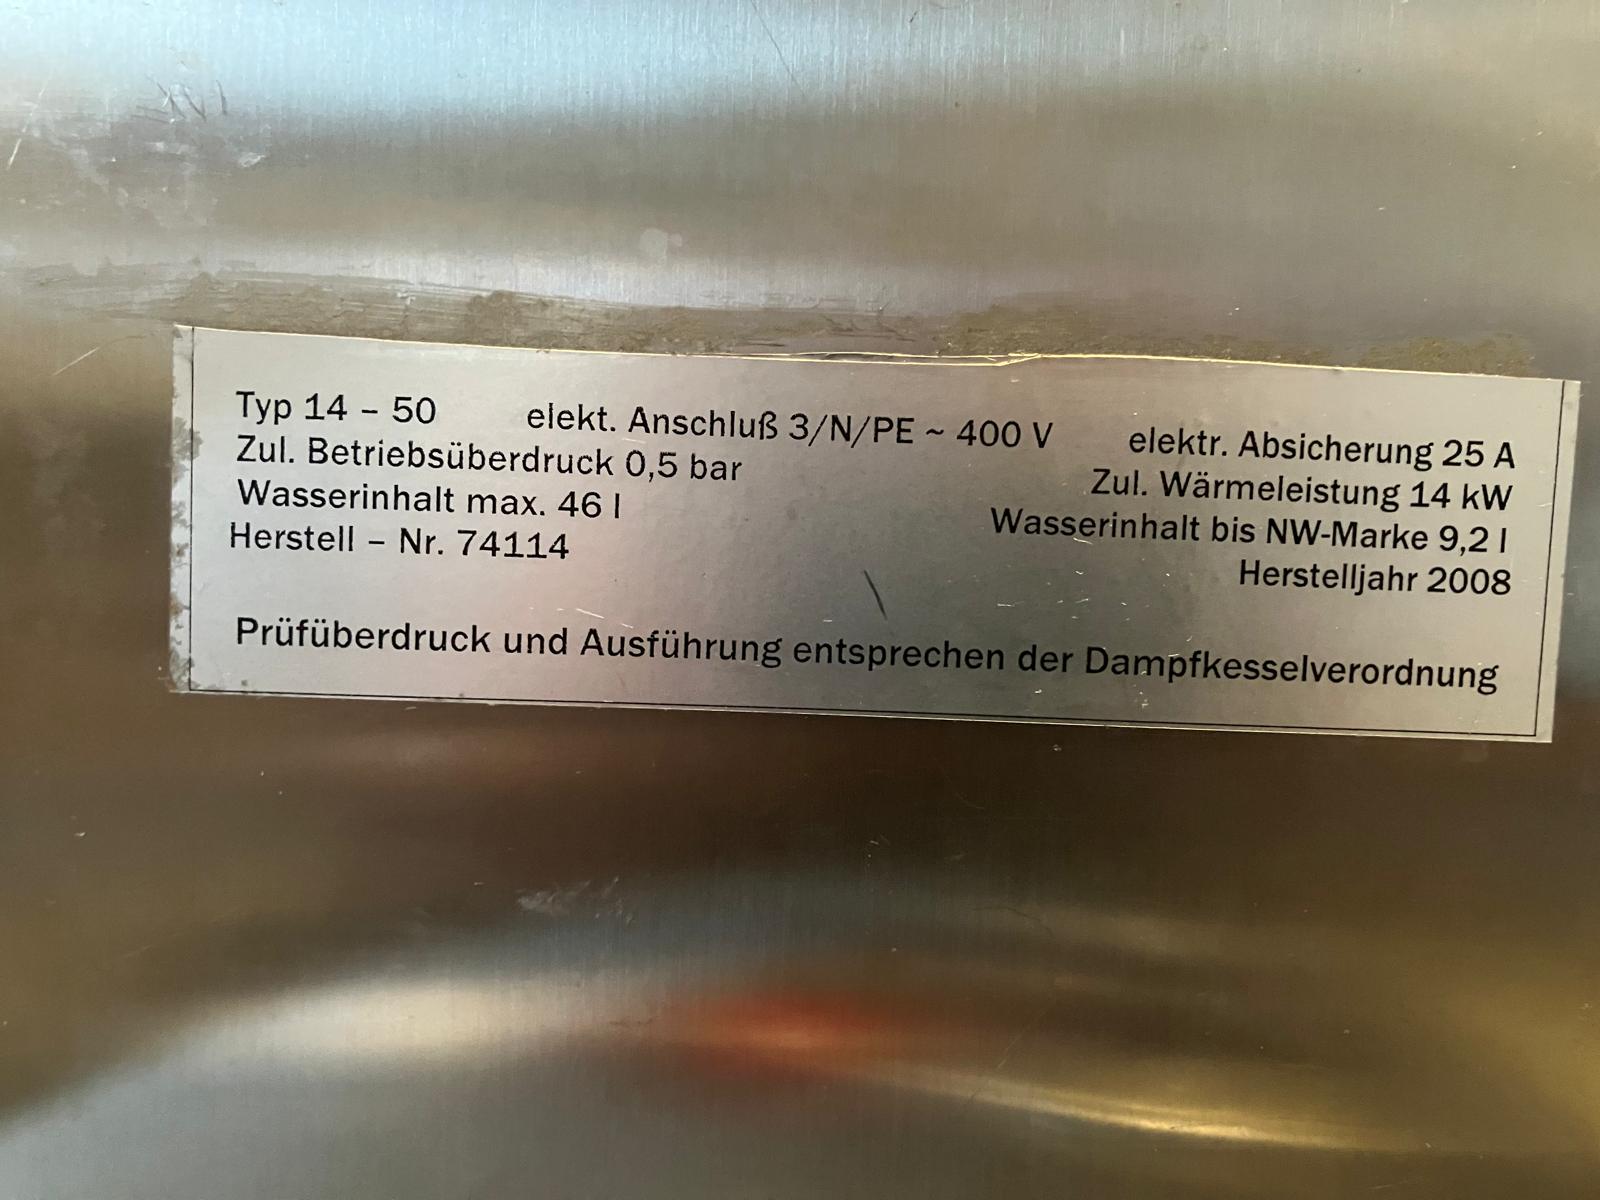 Typ 14 – 50 elekt. Anschluß 3/N/PE ~ 400 V elektr. Absicherung 25 A
Zul. Betriebsüberdruck 0,5 bar Zul. Wärmeleistung 14 kW
Wasserinhalt max. 46 l Wasserinhalt bis NW-Marke 9,2 l
Herstell – Nr. 74114 Herstelljahr 2008
Prüfüberdruck und Ausführung entsprechen der Dampfkesselverordnung